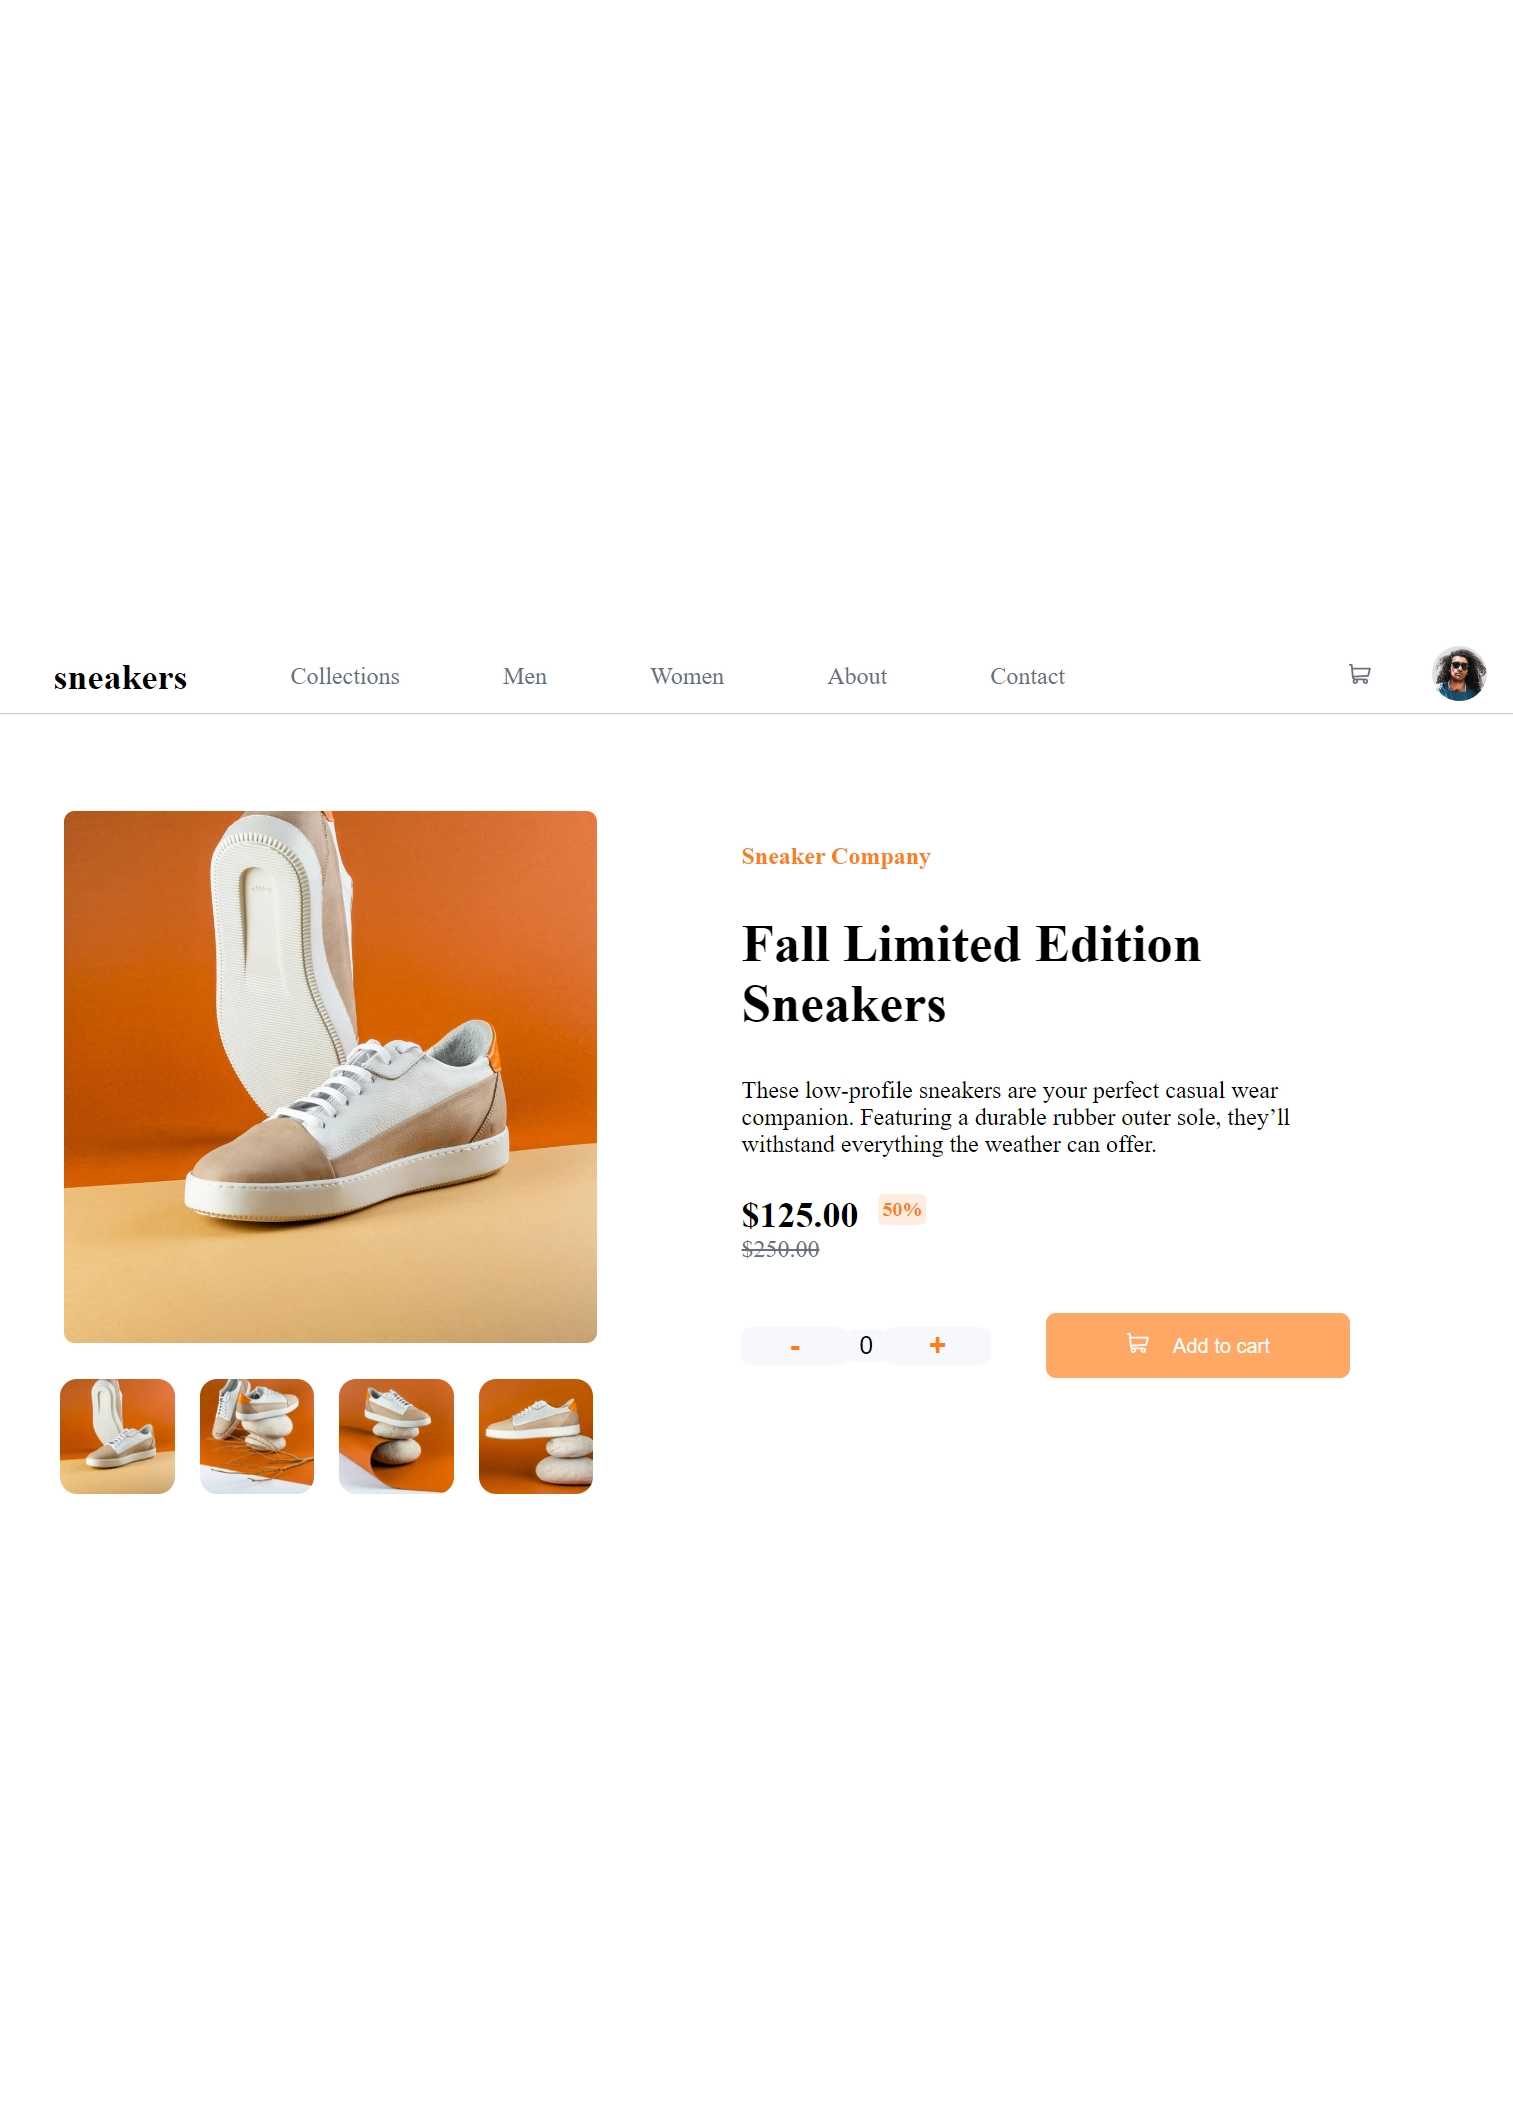 sneakers
Collections
Men
Women
About
Contact
Sneaker Company
Fall Limited Edition
Sneakers
These low-profile sneakers are your perfect casual wear
companion. Featuring a durable rubber outer sole, they’ll
withstand everything the weather can offer.
$125.00 50%
$250.00
- 0 +
Add to cart